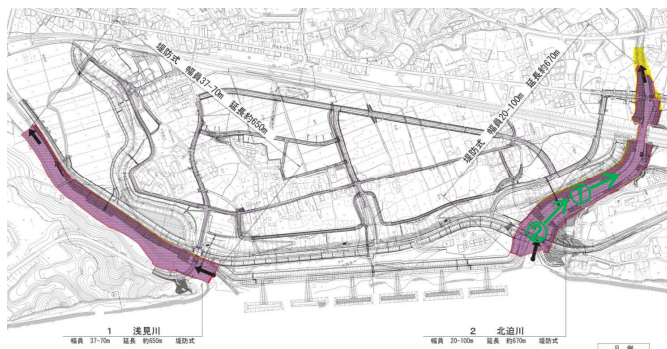 堤防式 幅員37-70m 延長約650m
堤防式 幅員20-100m 延長約670m
①
②
1 浅見川
幅員 37-70m 延長 約650m 堤防式
2 北迫川
幅員 20-100m 延長 約670m 堤防式
凡例